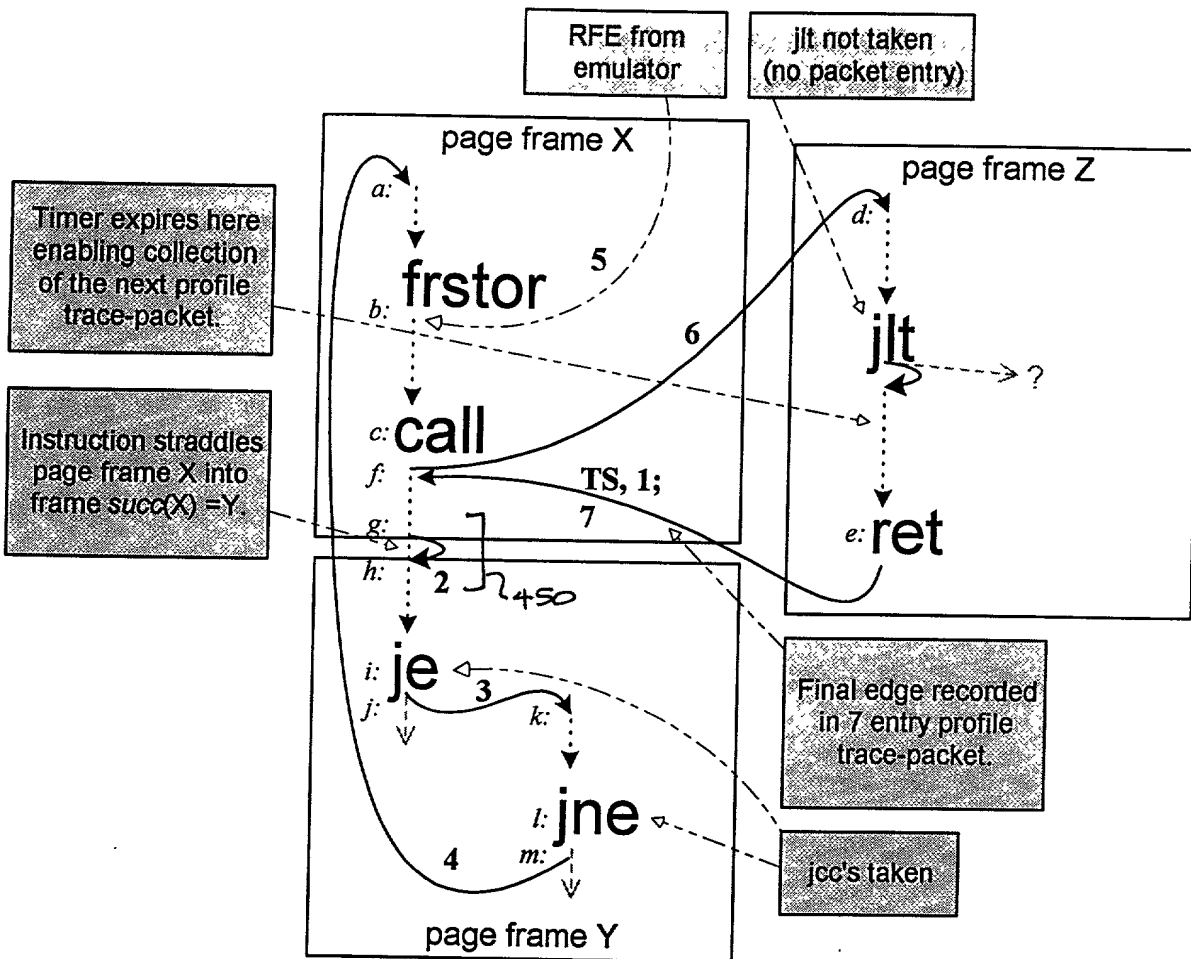 RFE from
emulator
jlt not taken
(no packet entry)
page frame X
page frame Z
a:
d:
Timer expires here
enabling collection
of the next profile
trace-packet.
frstor
5
b:
6
jlt
?
Instruction straddles
page frame X into
frame succ(X) =Y.
c: call
f:
TS, 1;
7
g:
e: ret
h:
2
450
i: je
j:
3
k:
Final edge recorded
in 7 entry profile
trace-packet.
l: jne
m:
4
jcc's taken
page frame Y